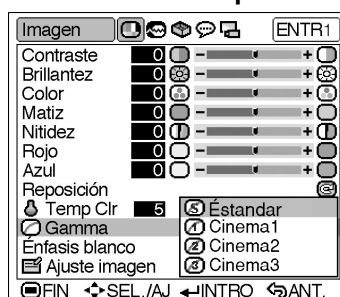 Imagen ENTR1
Contraste 0 - +
Brillantez 0 - +
Color 0 - +
Matiz 0 - +
Nitidez 0 - +
Rojo 0 - +
Azul 0 - +
Reposición
Temp Clr 5 Éstandar
Gamma Cinema1
Énfasis blanco Cinema2
Ajuste imagen Cinema3
FIN SEL./AJ INTRO ANT.